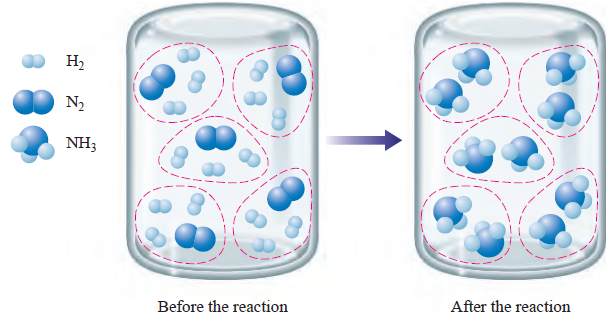 H₂
N₂
NH₃
Before the reaction
After the reaction